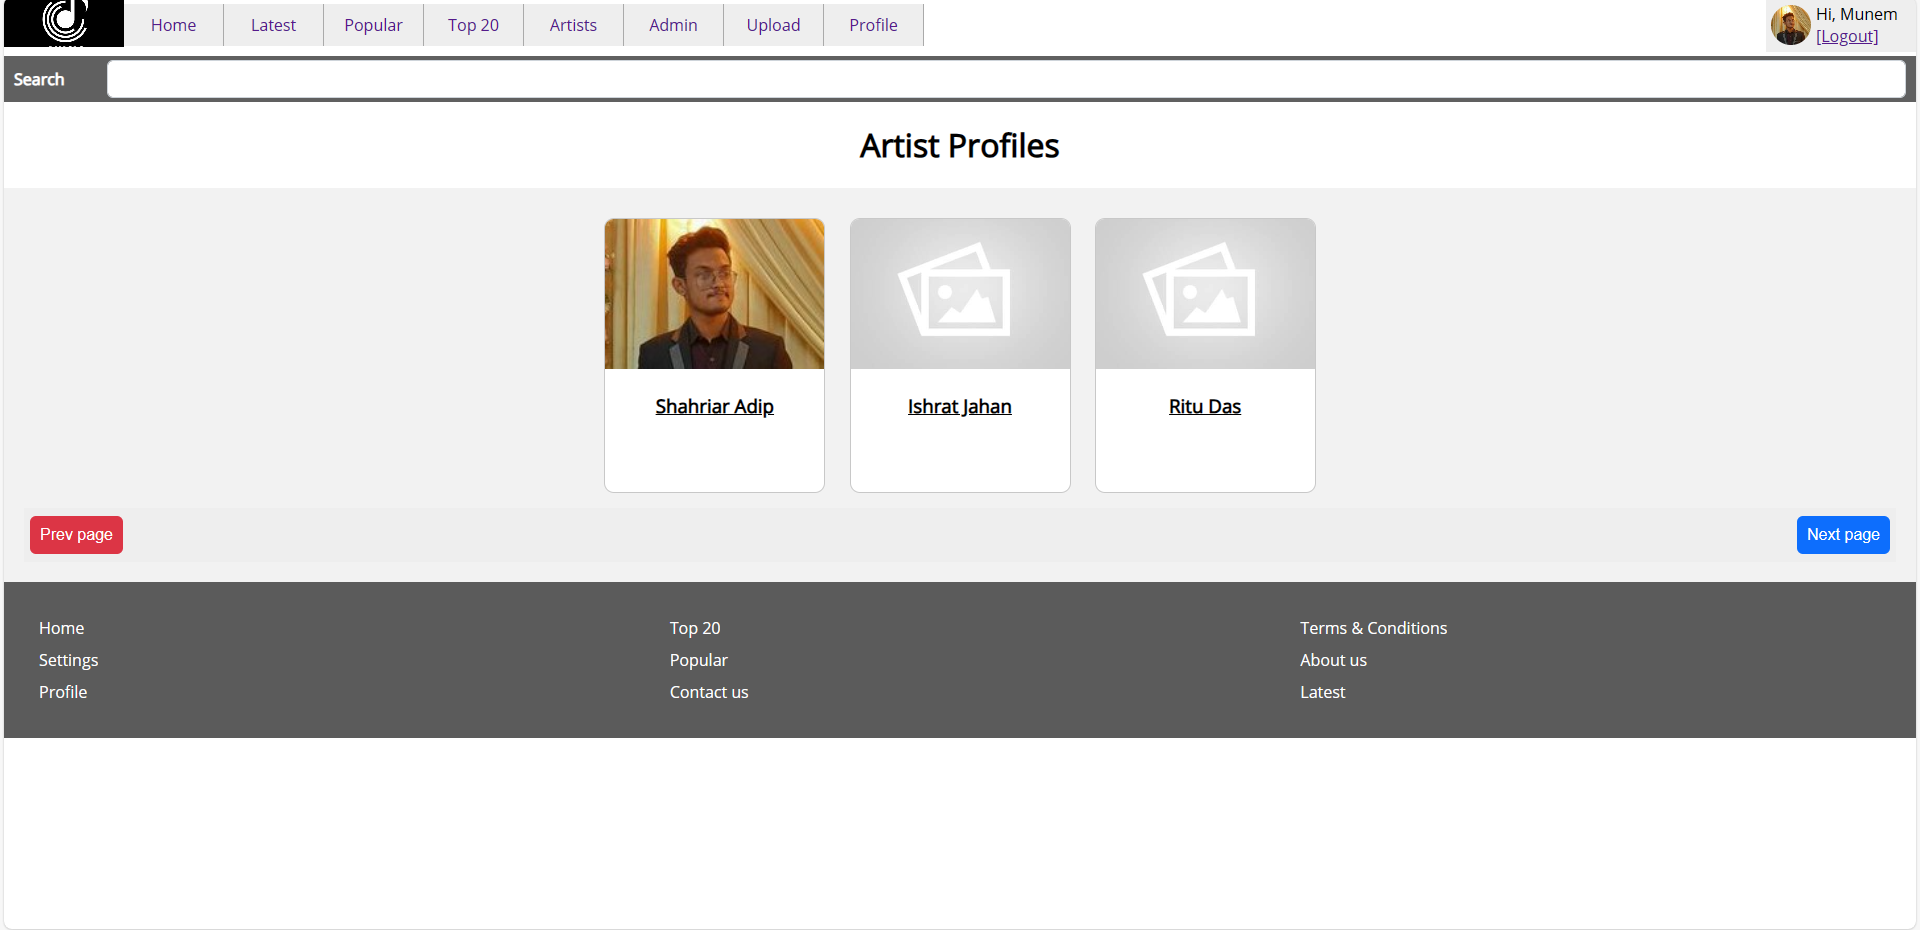 Home Latest Popular Top 20 Artists Admin Upload Profile
Hi, Munem
[Logout]
Search
Artist Profiles
Shahriar Adip Ishrat Jahan Ritu Das
Prev page Next page
Home Top 20 Terms & Conditions
Settings Popular About us
Profile Contact us Latest